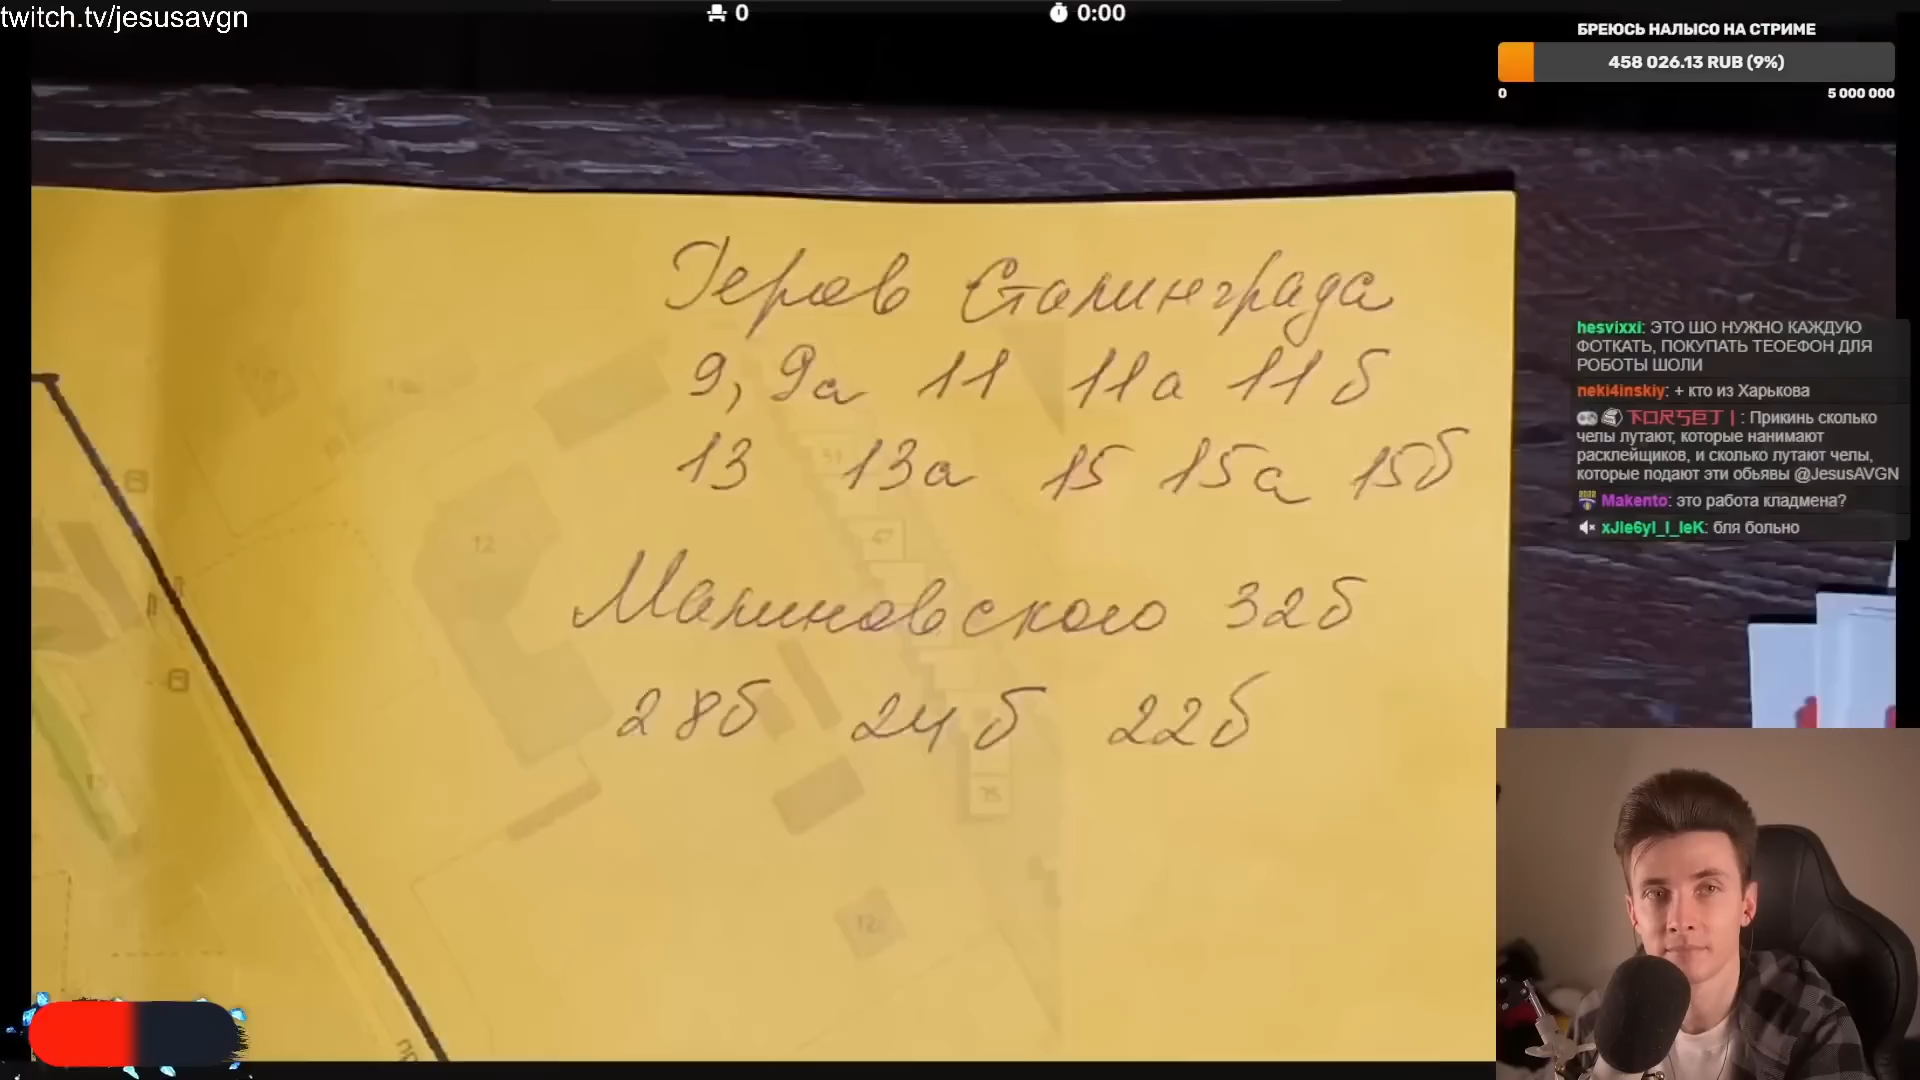 twitch.tv/jesusavgn
0
0:00
БРЕЮСЬ НАЛЫСО НА СТРИМЕ
458 026.13 RUB (9%)
0
5 000 000
Героев Сталинграда
9, 9а 11 11а 11б
13 13а 15 15а 15б
Малиновского 32б
28б 24б 22б
12
hesvixxi: ЭТО ШО НУЖНО КАЖДУЮ
ФОТКАТЬ, ПОКУПАТЬ ТЕОЕФОН ДЛЯ
РОБОТЫ ШОЛИ
neki4inskiy: + кто из Харькова
: Прикинь сколько
челы лутают, которые нанимают
расклейщиков, и сколько лутают челы,
которые подают эти обьявы @JesusAVGN
Makento: это работа кладмена?
xJle6yI_I_IeK: бля больно